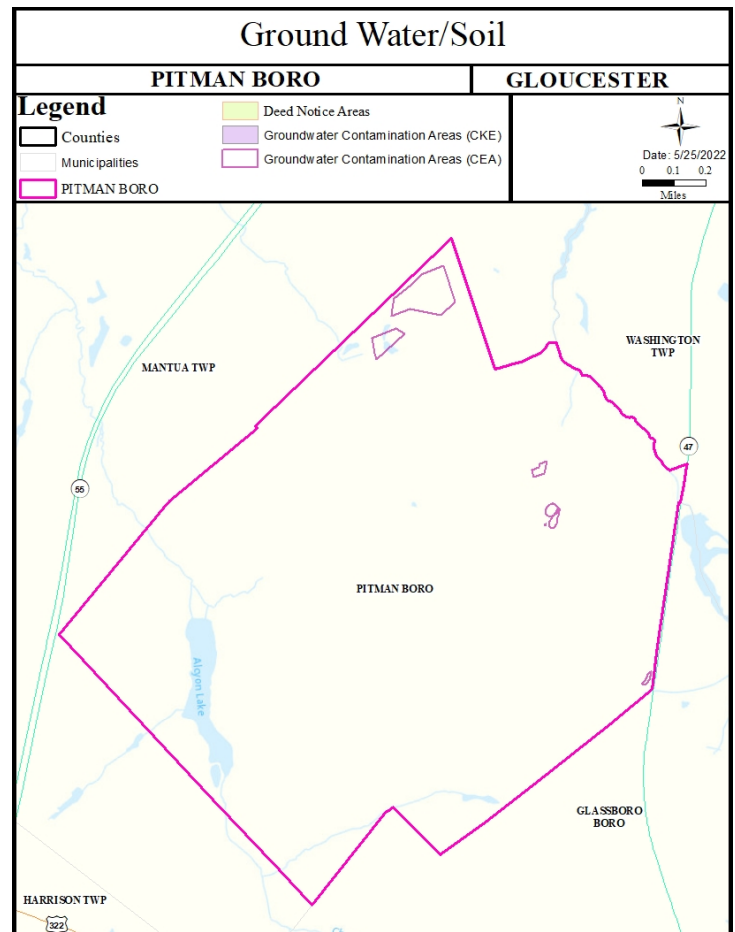 Ground Water/Soil
PITMAN BORO
GLOUCESTER
Legend
Counties
Municipalities
PITMAN BORO
Deed Notice Areas
Groundwater Contamination Areas (CKE)
Groundwater Contamination Areas (CEA)
N
Date: 5/25/2022
0 0.1 0.2
Miles
WASHINGTON
TWP
MANTUA TWP
47
55
PITMAN BORO
Alcyon Lake
GLASSBORO
BORO
HARRISON TWP
322